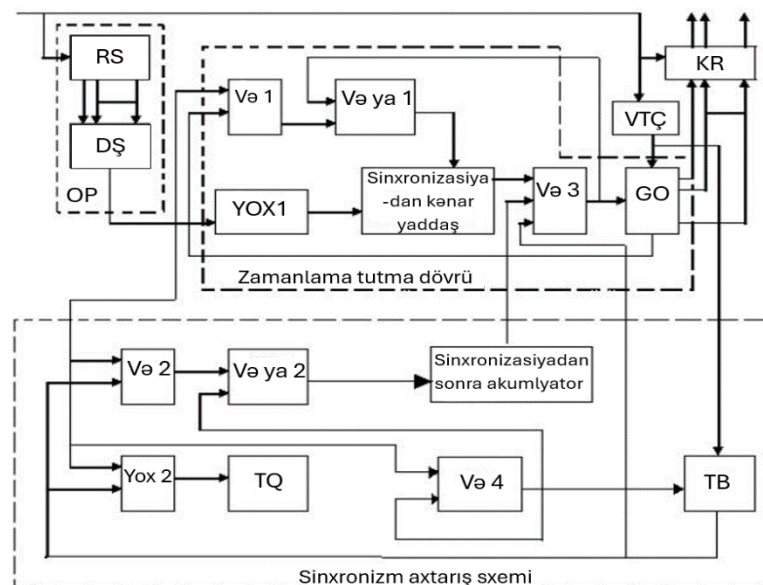 RS
KR
Və 1
Və ya 1
VTÇ
DŞ
OP
YOX1
Sinxronizasiya
-dan kənar
yaddaş
Və 3
GO
Zamanlama tutma dövrü
Və 2
Və ya 2
Sinxronizasiyadan
sonra akumlyator
Yox 2
TQ
Və 4
TB
Sinxronizm axtarış sxemi